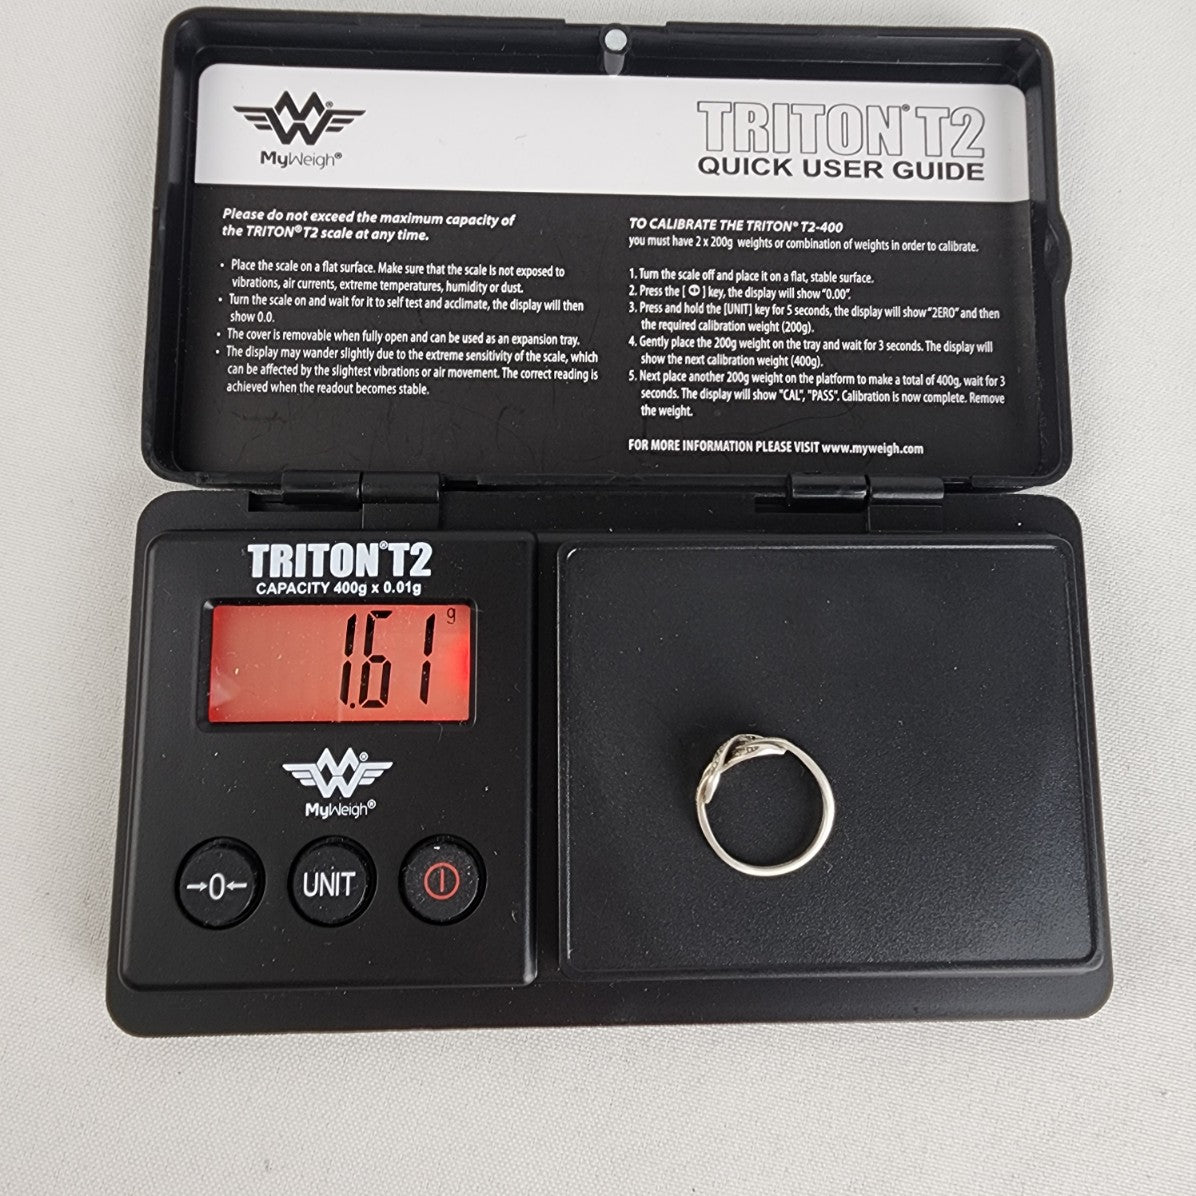 MyWeigh®
TRITON® T2
QUICK USER GUIDE
Please do not exceed the maximum capacity of
the TRITON® T2 scale at any time.
• Place the scale on a flat surface. Make sure that the scale is not exposed to
vibrations, air currents, extreme temperatures, humidity or dust.
• Turn the scale on and wait for it to self test and acclimate, the display will then
show 0.0.
• The cover is removable when fully open and can be used as an expansion tray.
• The display may wander slightly due to the extreme sensitivity of the scale, which
can be affected by the slightest vibrations or air movement. The correct reading is
achieved when the readout becomes stable.
TO CALIBRATE THE TRITON® T2-400
you must have 2 x 200g weights or combination of weights in order to calibrate.
1. Turn the scale off and place it on a flat, stable surface.
2. Press the [ ] key, the display will show "0.00".
3. Press and hold the [UNIT] key for 5 seconds, the display will show "ZERO" and then
the required calibration weight (200g).
4. Gently place the 200g weight on the tray and wait for 3 seconds. The display will
show the next calibration weight (400g).
5. Next place another 200g weight on the platform to make a total of 400g, wait for 3
seconds. The display will show "CAL", "PASS". Calibration is now complete. Remove
the weight.
FOR MORE INFORMATION PLEASE VISIT www.myweigh.com
TRITON® T2
CAPACITY 400g x 0.01g
1.61 g
MyWeigh®
→0← UNIT